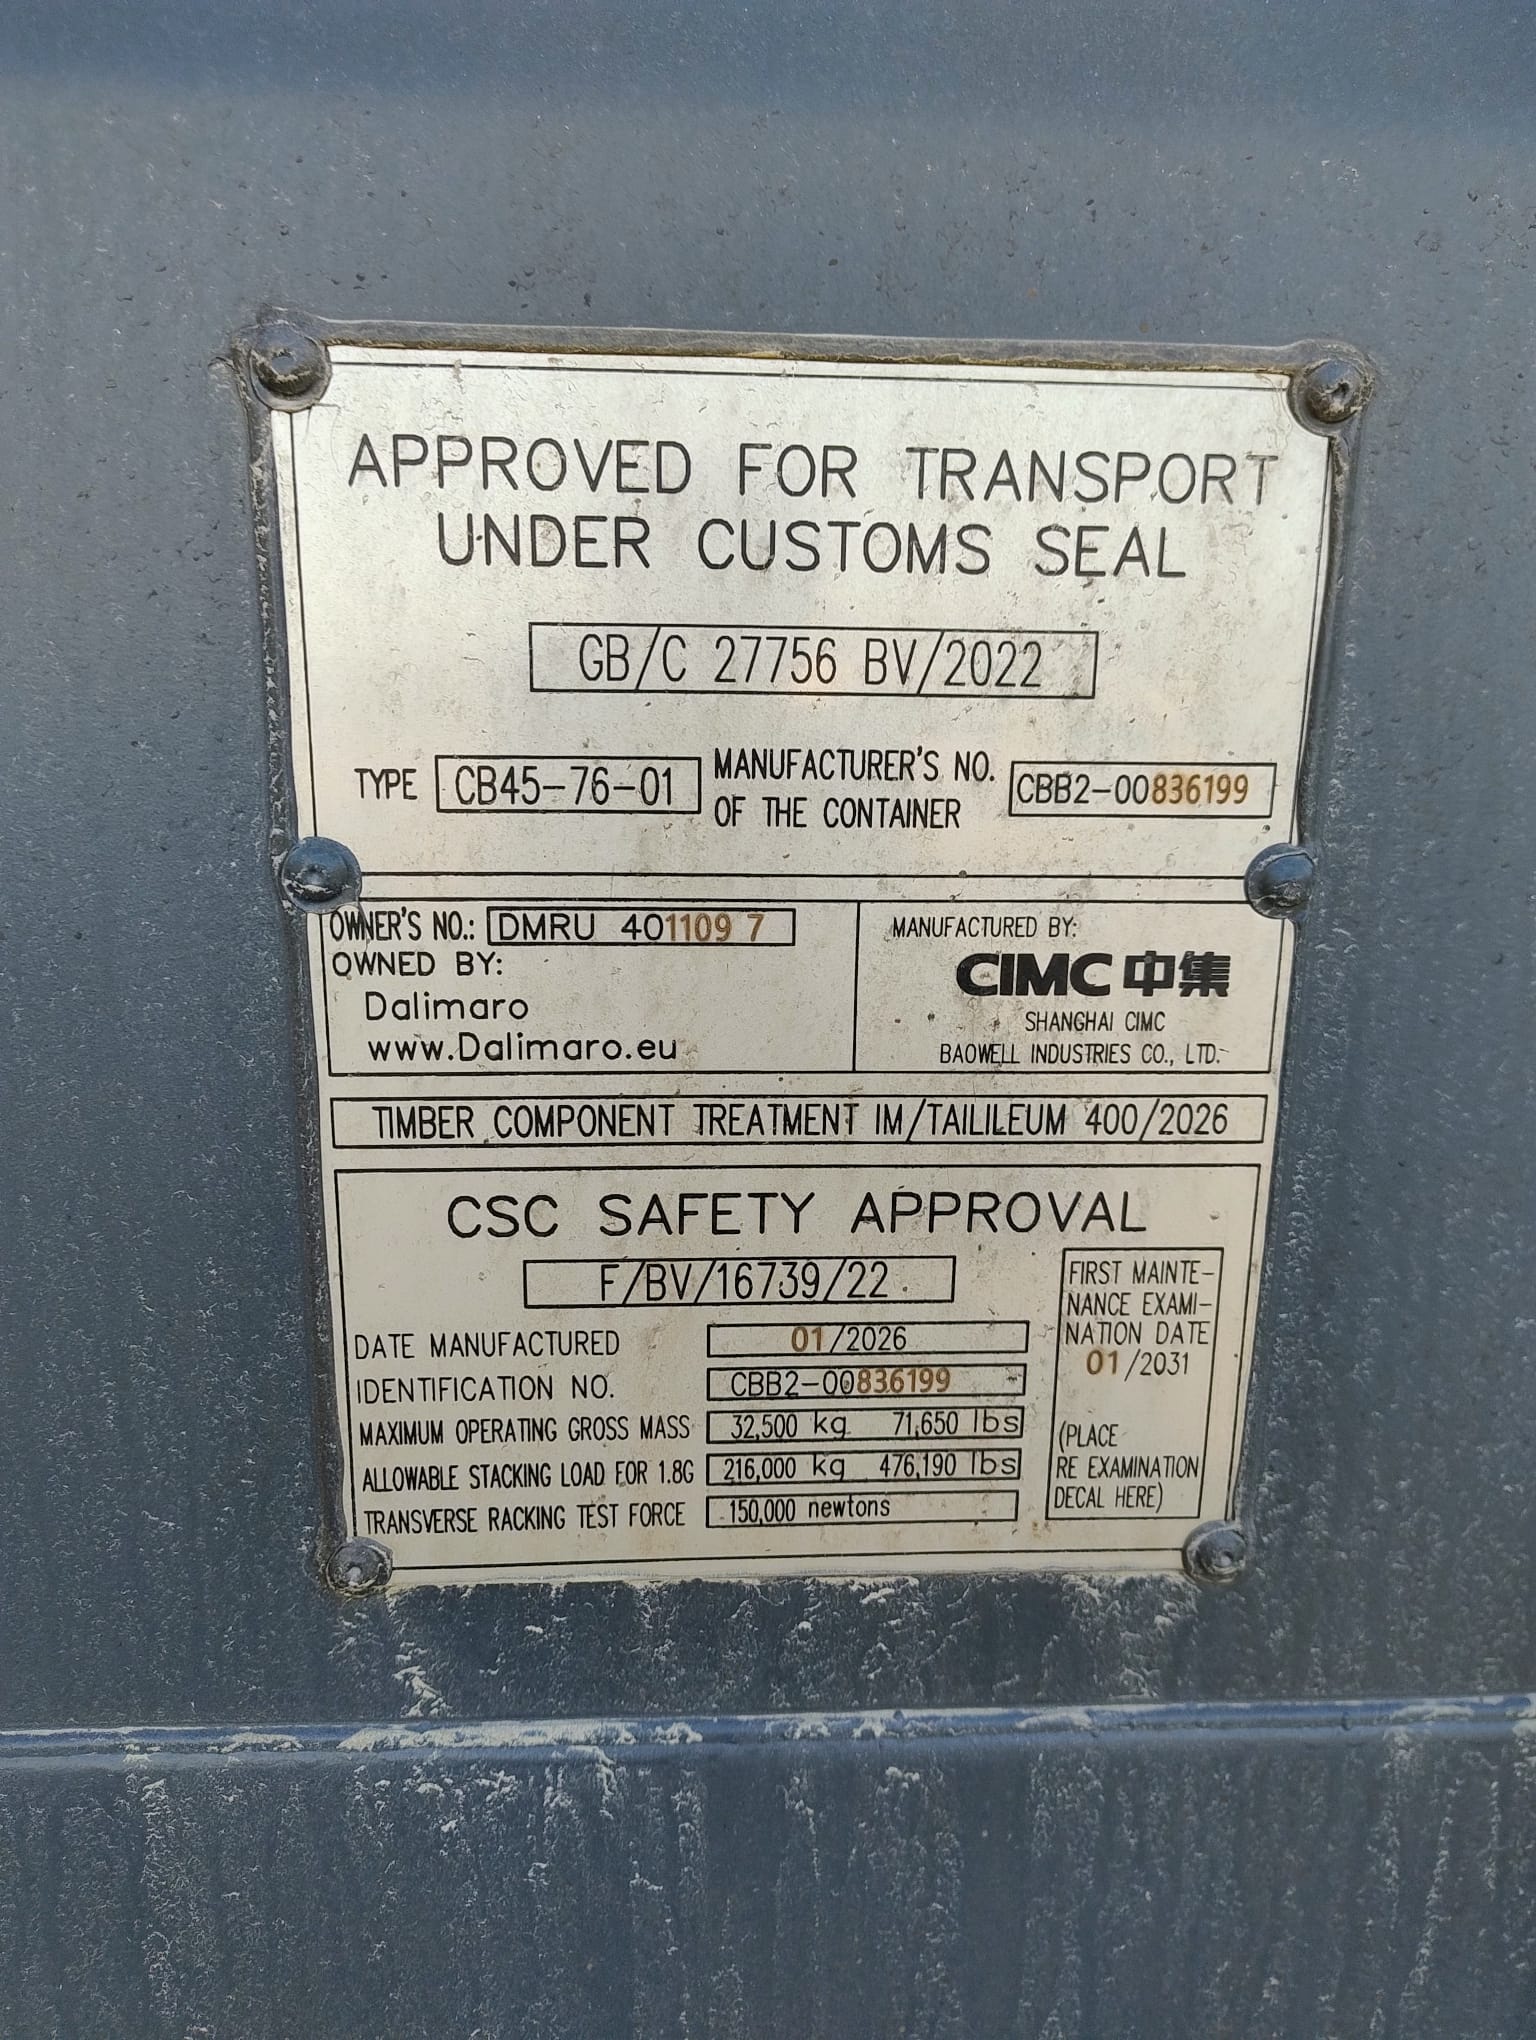 APPROVED FOR TRANSPORT
UNDER CUSTOMS SEAL
GB/C 27756 BV/2022
TYPE CB45-76-01 MANUFACTURER'S NO. OF THE CONTAINER CBB2-00836199
OWNER'S NO.: DMRU 401109 7
OWNED BY:
Dalimaro
www.Dalimaro.eu
MANUFACTURED BY:
CIMC 中集
SHANGHAI CIMC
BAOWELL INDUSTRIES CO., LTD.
TIMBER COMPONENT TREATMENT IM/TAILILEUM 400/2026
CSC SAFETY APPROVAL
F/BV/16739/22
DATE MANUFACTURED 01/2026
IDENTIFICATION NO. CBB2-00836199
MAXIMUM OPERATING GROSS MASS 32,500 kg 71,650 lbs
ALLOWABLE STACKING LOAD FOR 1.8G 216,000 kg 476,190 lbs
TRANSVERSE RACKING TEST FORCE 150,000 newtons
FIRST MAINTE-
NANCE EXAMI-
NATION DATE
01/2031
(PLACE
RE EXAMINATION
DECAL HERE)